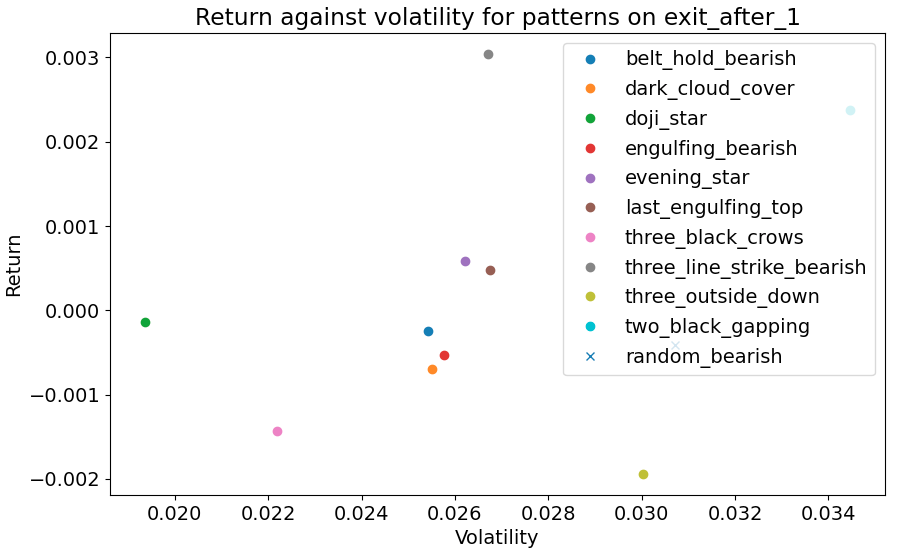 Return against volatility for patterns on exit_after_1
0.003
0.002
0.001
0.000
−0.001
−0.002
Return
belt_hold_bearish
dark_cloud_cover
doji_star
engulfing_bearish
evening_star
last_engulfing_top
three_black_crows
three_line_strike_bearish
three_outside_down
two_black_gapping
random_bearish
0.020 0.022 0.024 0.026 0.028 0.030 0.032 0.034
Volatility